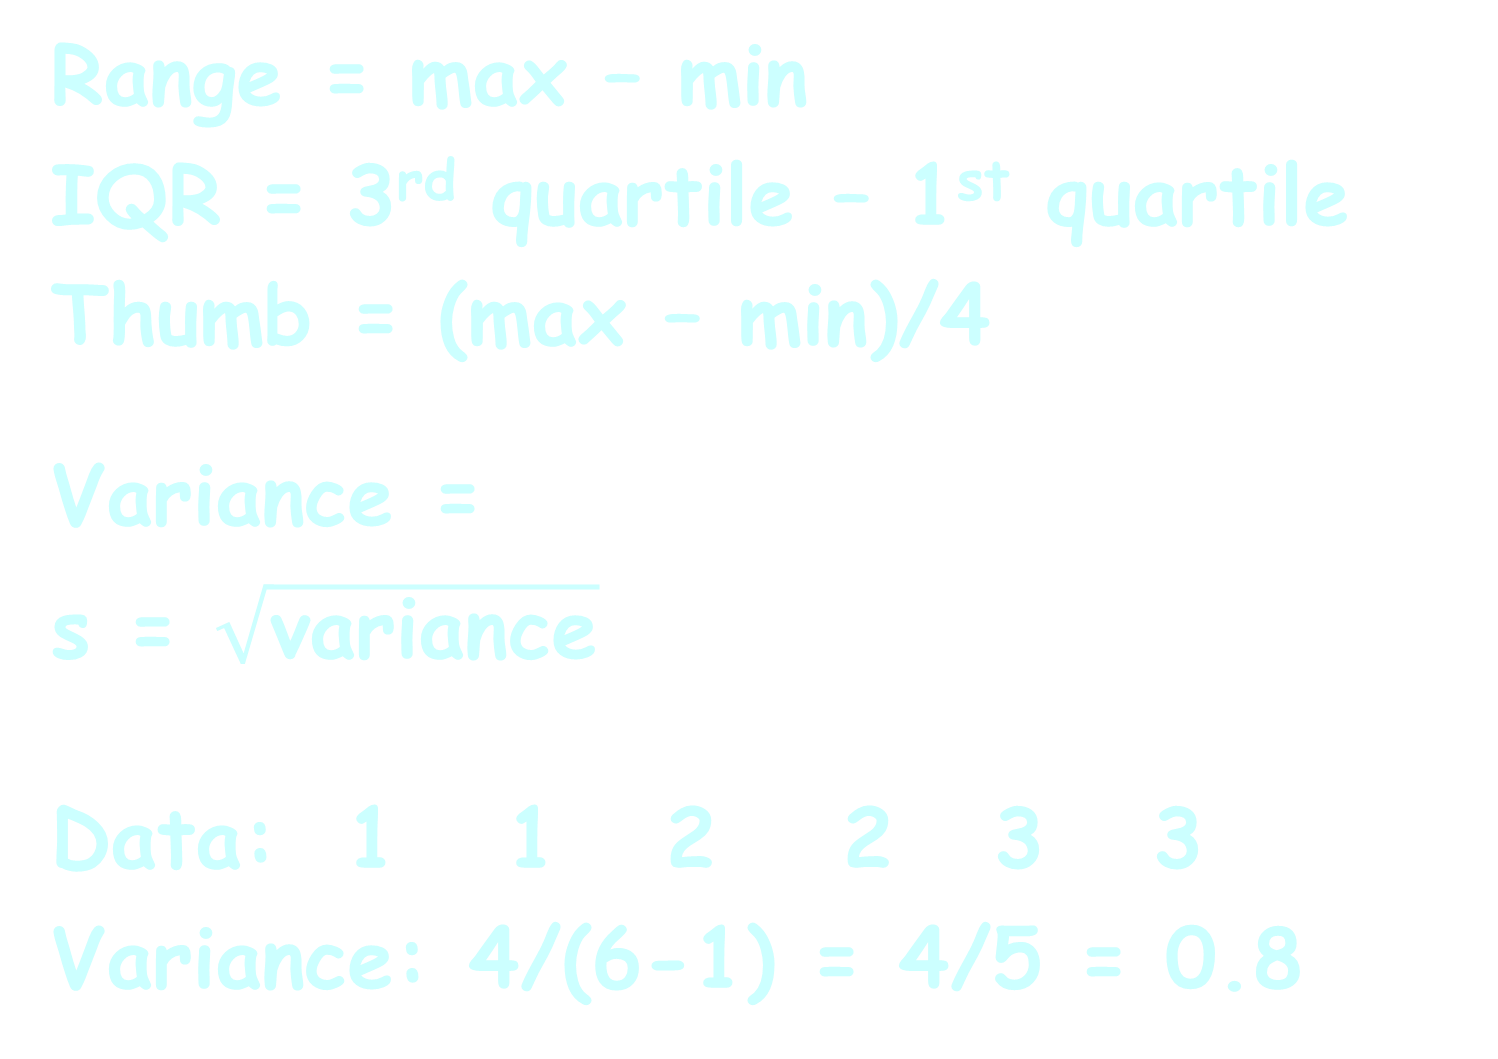 Range = max – min
IQR = 3rd quartile – 1st quartile
Thumb = (max – min)/4
Variance =
s = √variance
Data: 1 1 2 2 3 3
Variance: 4/(6-1) = 4/5 = 0.8